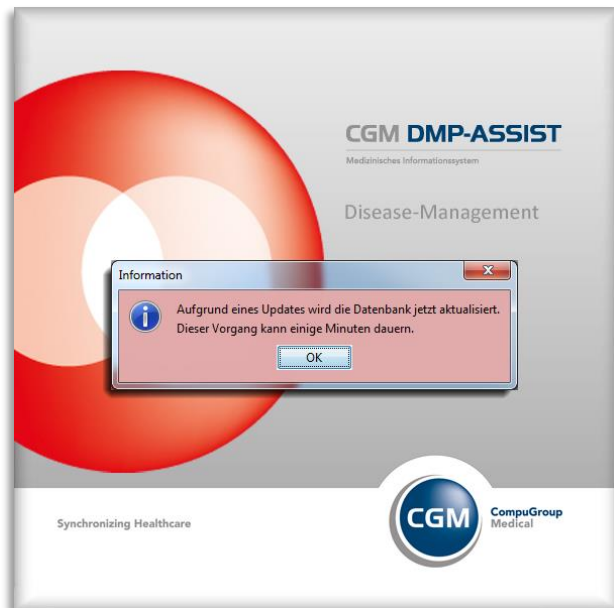 CGM DMP-ASSIST
Medizinisches Informationssystem
Disease-Management
Information
Aufgrund eines Updates wird die Datenbank jetzt aktualisiert.
Dieser Vorgang kann einige Minuten dauern.
OK
Synchronizing Healthcare
CGM
CompuGroup
Medical